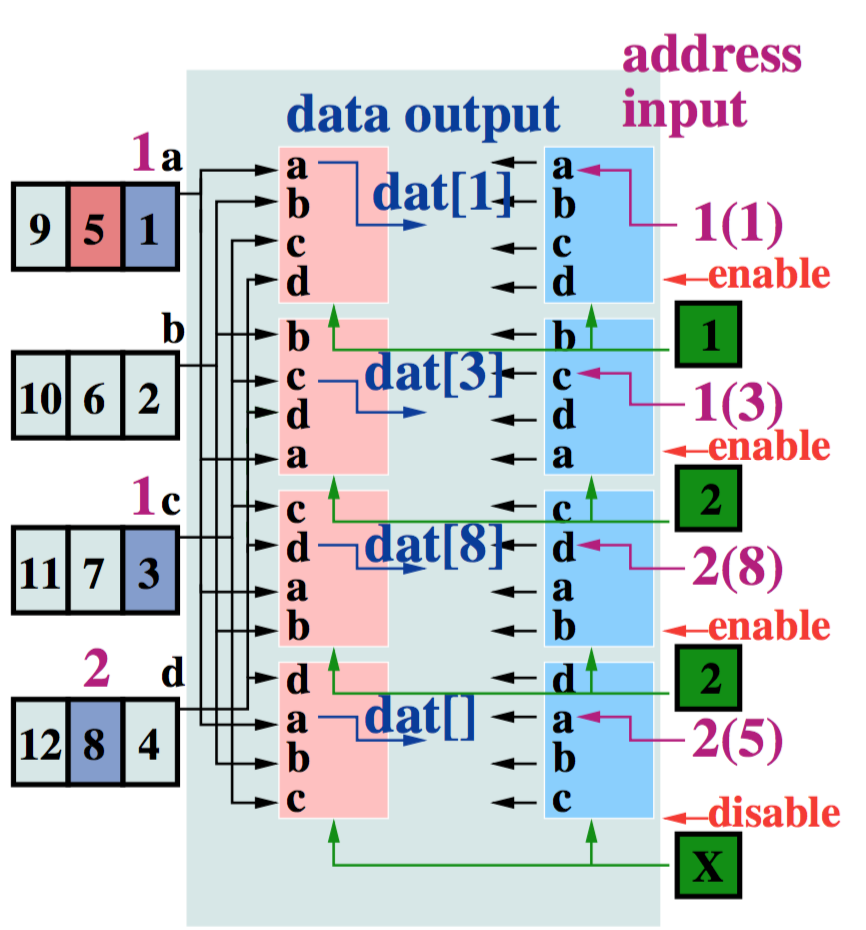 address
input
data output
1 a
9 5 1
a
b
c
d
dat[1]
a
b
c
d
1(1)
enable
1
b
10 6 2
b
c
d
a
dat[3]
b
c
d
a
1(3)
enable
2
1 c
11 7 3
c
d
a
b
dat[8]
c
d
a
b
2(8)
enable
2
2 d
12 8 4
d
a
b
c
dat[]
d
a
b
c
2(5)
disable
X